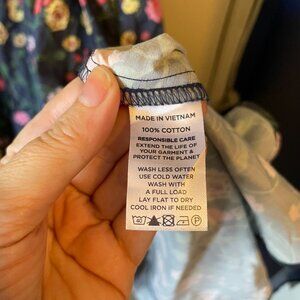 MADE IN VIETNAM
100% COTTON
RESPONSIBLE CARE
EXTEND THE LIFE OF
YOUR GARMENT &
PROTECT THE PLANET
WASH LESS OFTEN
USE COLD WATER
WASH WITH
A FULL LOAD
LAY FLAT TO DRY
COOL IRON IF NEEDED